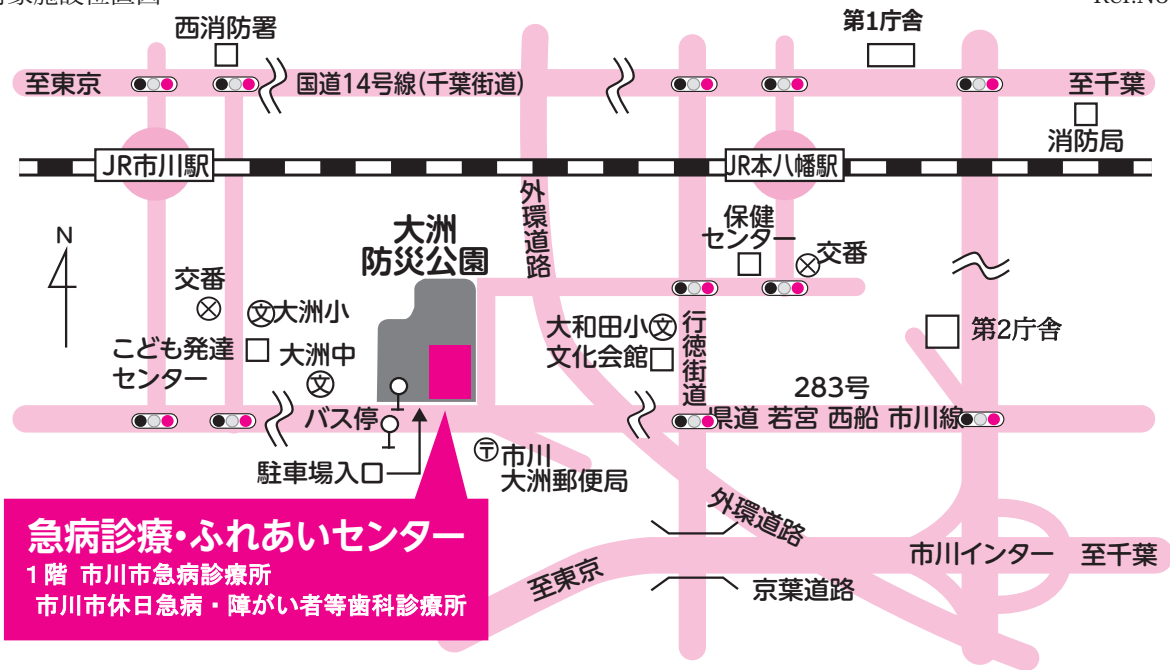 西消防署
第1庁舎
至東京
国道14号線(千葉街道)
至千葉
消防局
JR市川駅
JR本八幡駅
外環道路
保健
センター
交番
N
大洲
防災公園
交番
大洲小
文
こども発達
センター
大洲中
文
大和田小
文
文化会館
行徳街道
第2庁舎
283号
県道 若宮 西船 市川線
バス停
駐車場入口
〒
市川
大洲郵便局
外環道路
市川インター
至千葉
至東京
京葉道路
急病診療・ふれあいセンター
1階 市川市急病診療所
市川市休日急病・障がい者等歯科診療所